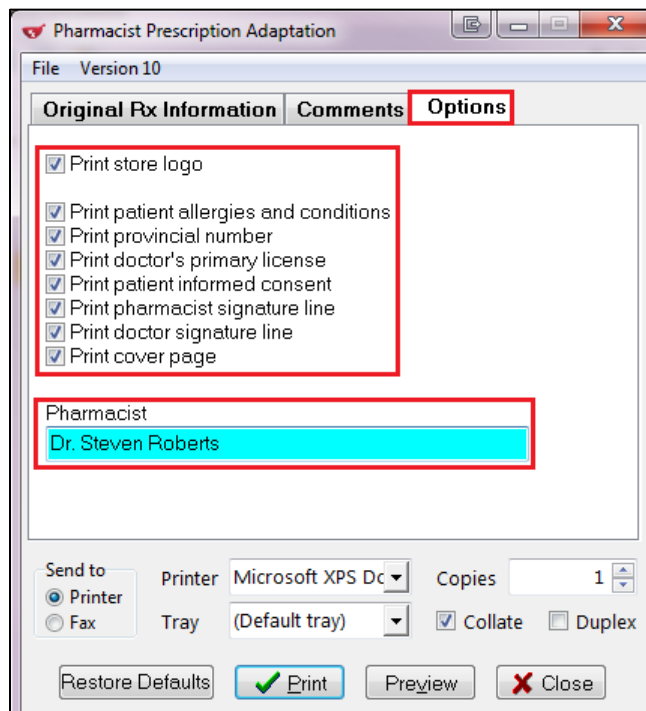 Pharmacist Prescription Adaptation
File Version 10
Original Rx Information Comments Options
Print store logo
Print patient allergies and conditions
Print provincial number
Print doctor's primary license
Print patient informed consent
Print pharmacist signature line
Print doctor signature line
Print cover page
Pharmacist
Dr. Steven Roberts
Send to
Printer
Fax
Printer Microsoft XPS Dc Copies 1
Tray (Default tray) Collate Duplex
Restore Defaults Print Preview Close